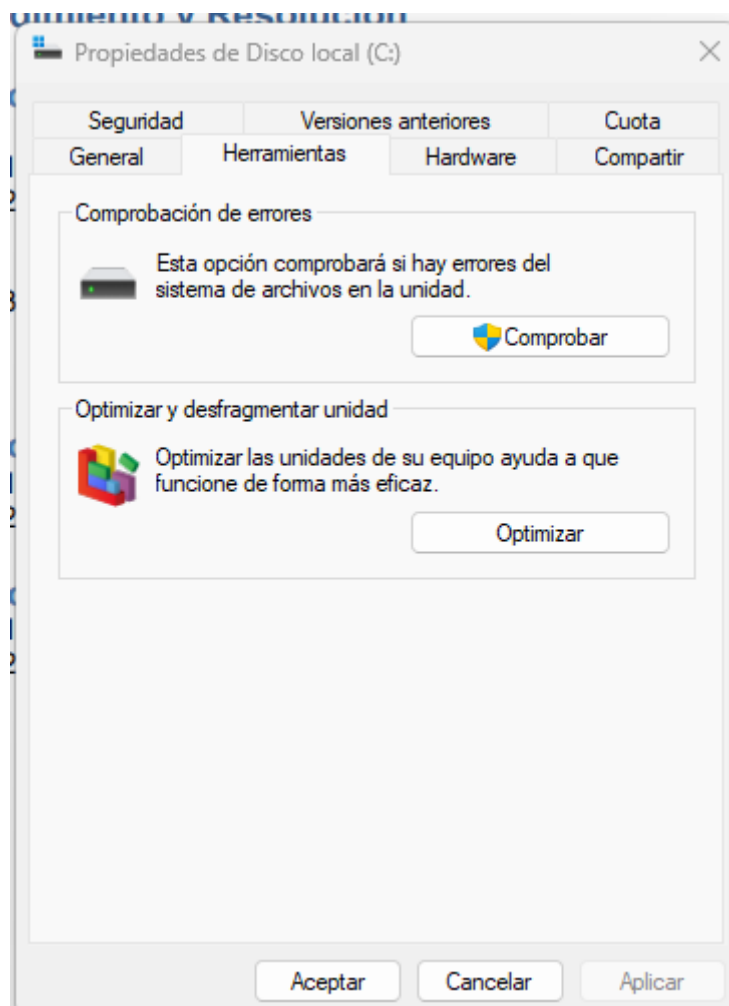 dimiento y Resolución
Propiedades de Disco local (C:)
Seguridad
Versiones anteriores
Cuota
General
Herramientas
Hardware
Compartir
Comprobación de errores
Esta opción comprobará si hay errores del
sistema de archivos en la unidad.
Comprobar
Optimizar y desfragmentar unidad
Optimizar las unidades de su equipo ayuda a que
funcione de forma más eficaz.
Optimizar
Aceptar
Cancelar
Aplicar